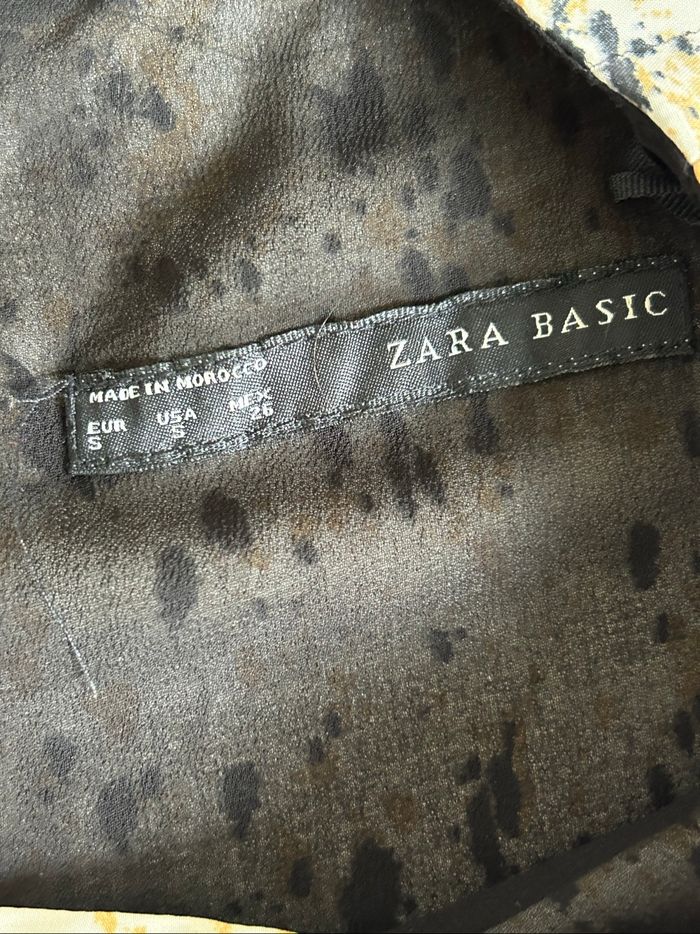 ZARA BASIC
MADE IN MOROCCO
EUR USA MEX
S S 26